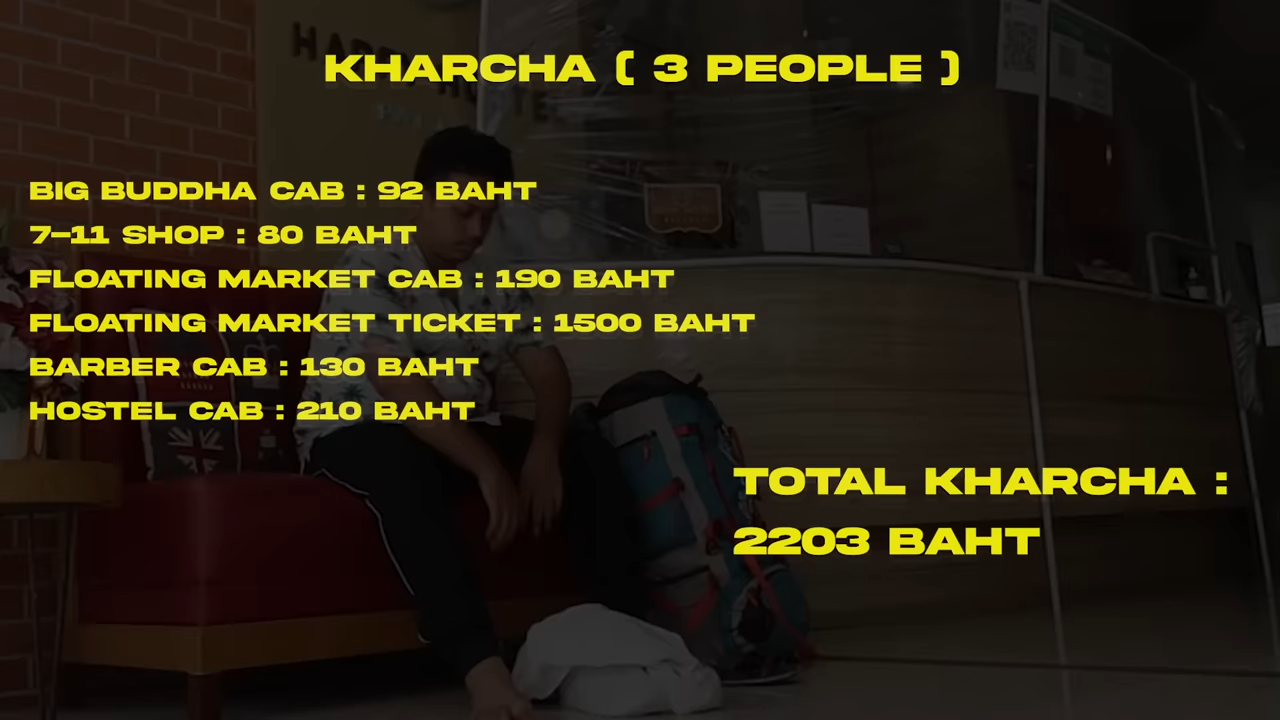 KHARCHA ( 3 PEOPLE )
BIG BUDDHA CAB : 92 BAHT
7-11 SHOP : 80 BAHT
FLOATING MARKET CAB : 190 BAHT
FLOATING MARKET TICKET : 1500 BAHT
BARBER CAB : 130 BAHT
HOSTEL CAB : 210 BAHT
TOTAL KHARCHA :
2203 BAHT